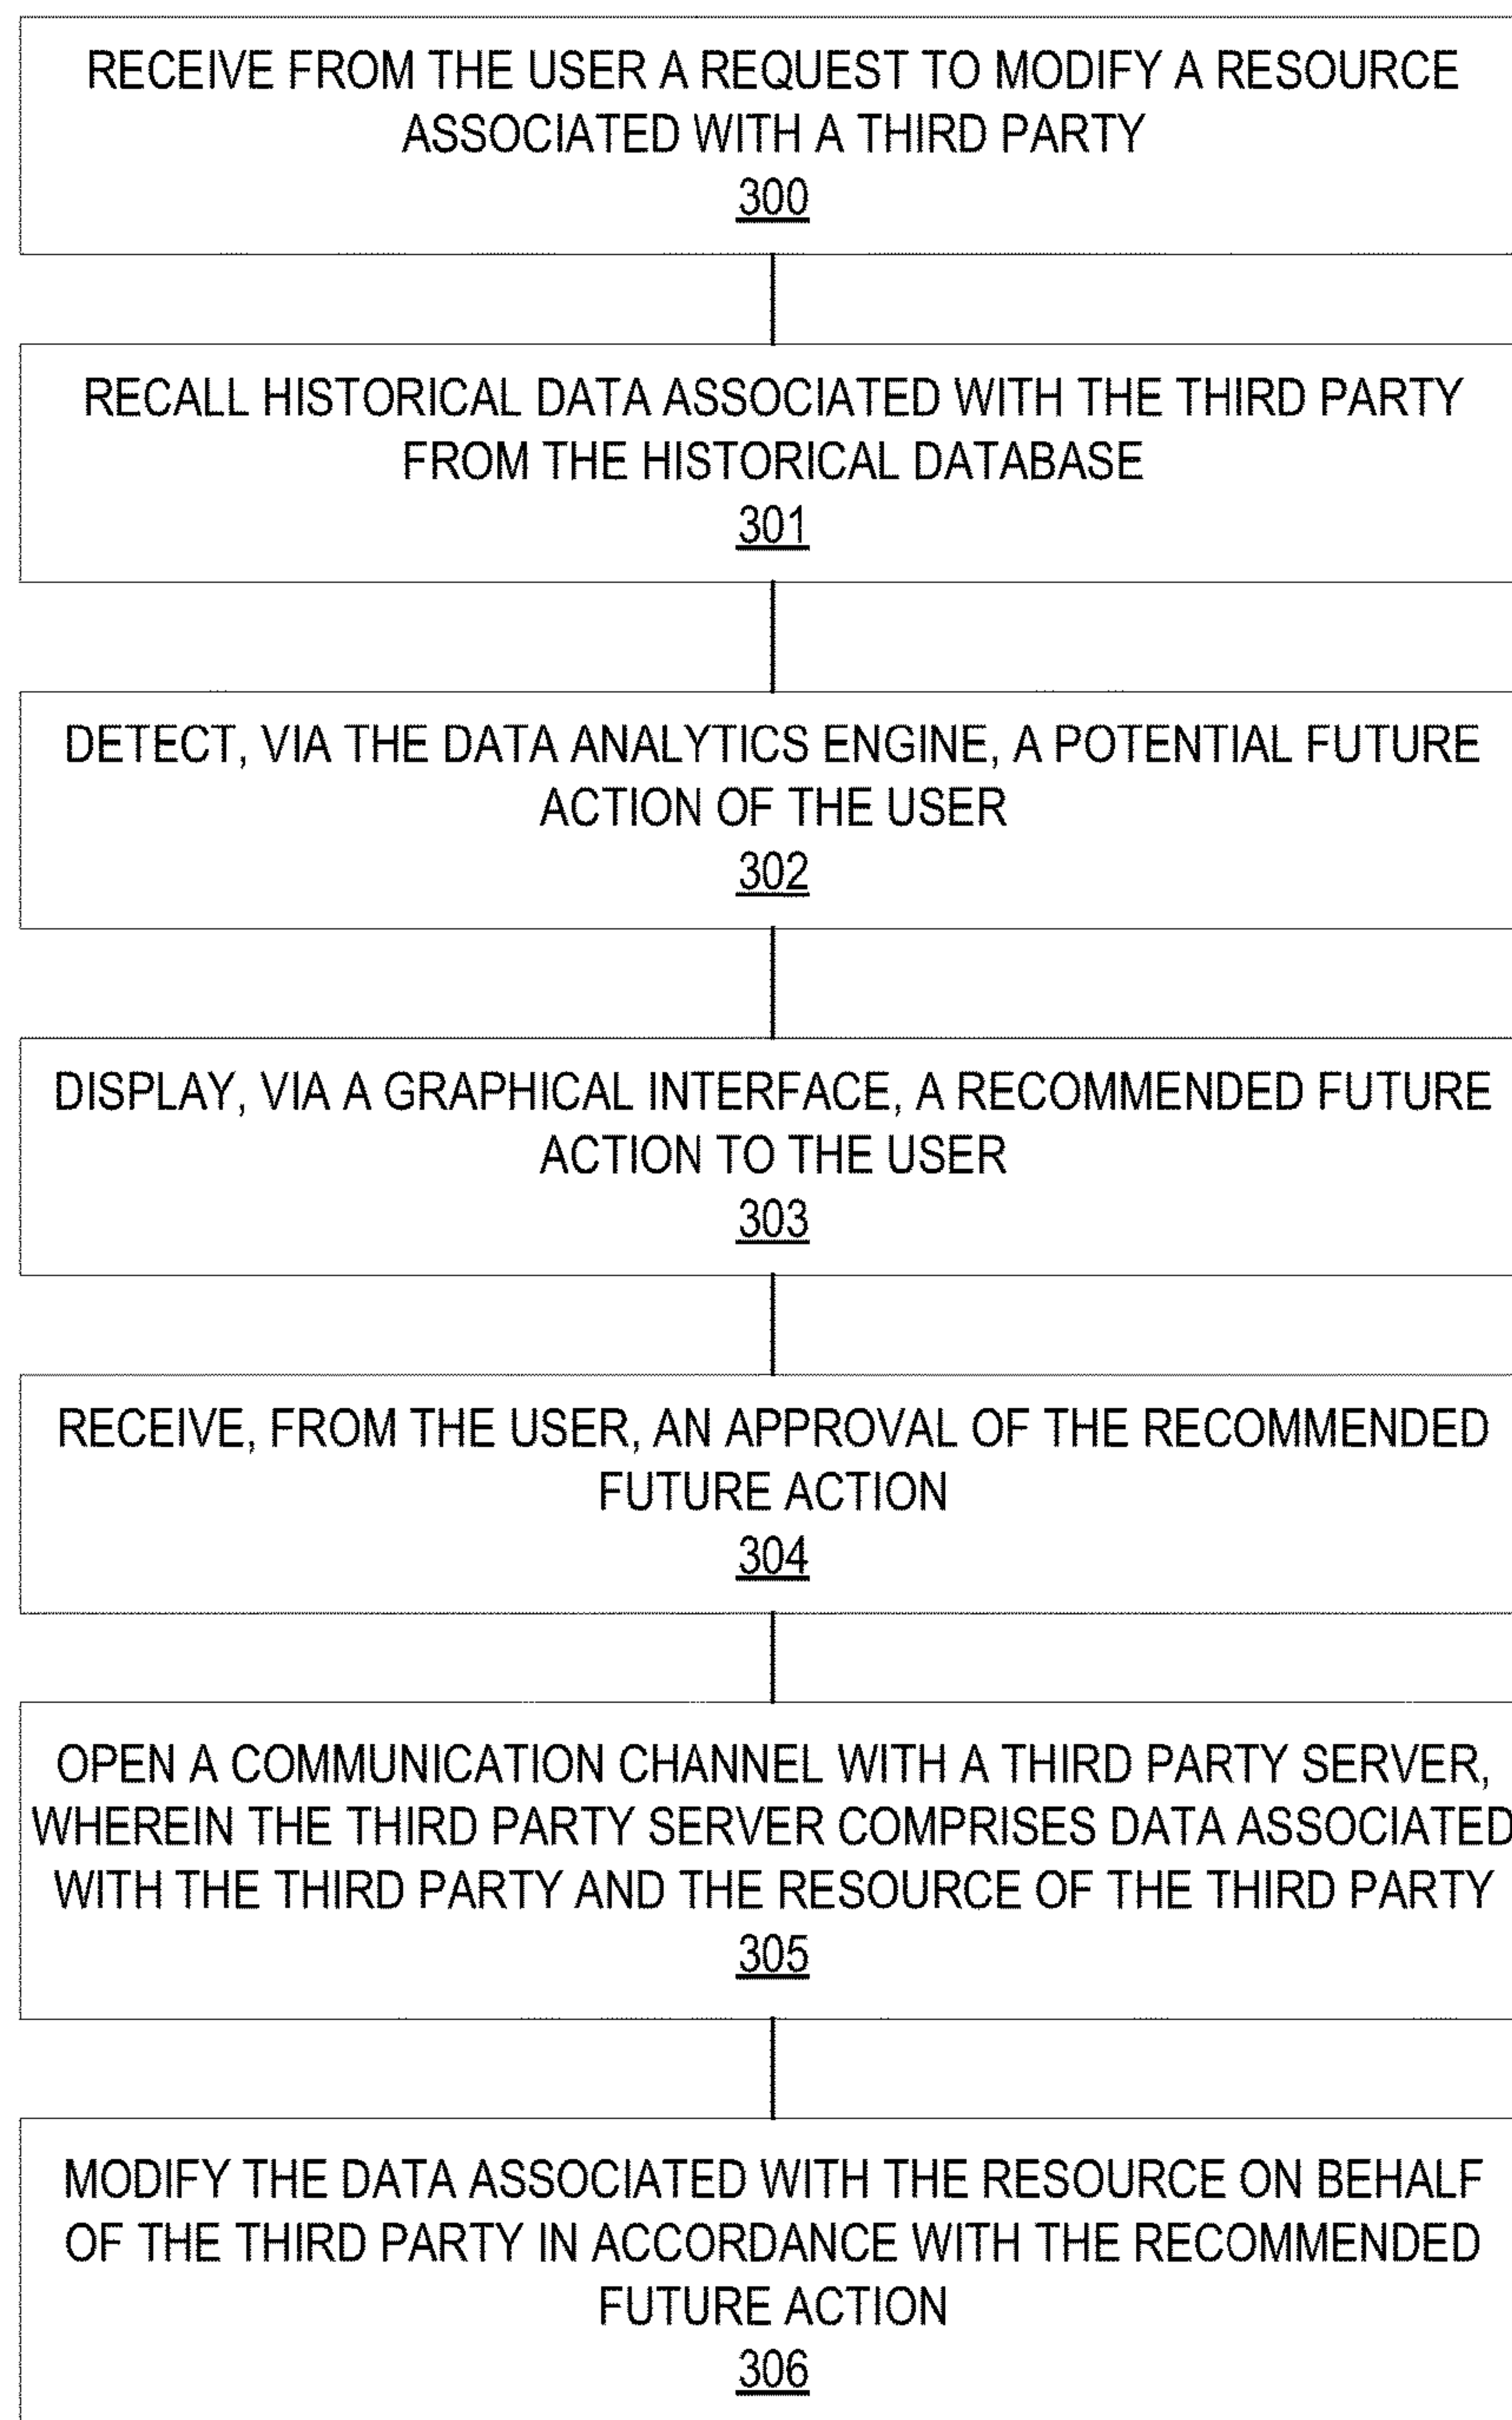 RECEIVE FROM THE USER A REQUEST TO MODIFY A RESOURCE
ASSOCIATED WITH A THIRD PARTY
300
RECALL HISTORICAL DATA ASSOCIATED WITH THE THIRD PARTY
FROM THE HISTORICAL DATABASE
301
DETECT, VIA THE DATA ANALYTICS ENGINE, A POTENTIAL FUTURE
ACTION OF THE USER
302
DISPLAY, VIA A GRAPHICAL INTERFACE, A RECOMMENDED FUTURE
ACTION TO THE USER
303
RECEIVE, FROM THE USER, AN APPROVAL OF THE RECOMMENDED
FUTURE ACTION
304
OPEN A COMMUNICATION CHANNEL WITH A THIRD PARTY SERVER,
WHEREIN THE THIRD PARTY SERVER COMPRISES DATA ASSOCIATED
WITH THE THIRD PARTY AND THE RESOURCE OF THE THIRD PARTY
305
MODIFY THE DATA ASSOCIATED WITH THE RESOURCE ON BEHALF
OF THE THIRD PARTY IN ACCORDANCE WITH THE RECOMMENDED
FUTURE ACTION
306